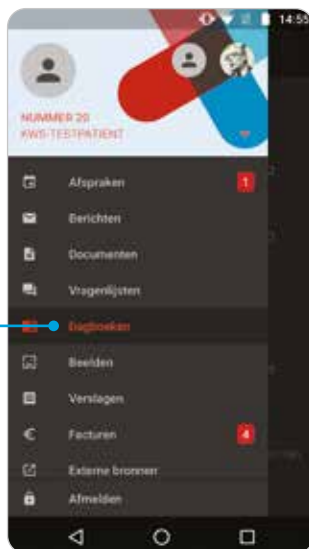 14:55
NUMMER 20
KWS-TESTPATIENT
Afspraken 1
Berichten
Documenten
Vragenlijsten
Dagboeken
Beelden
Verslagen
Facturen 4
Externe bronnen
Afmelden